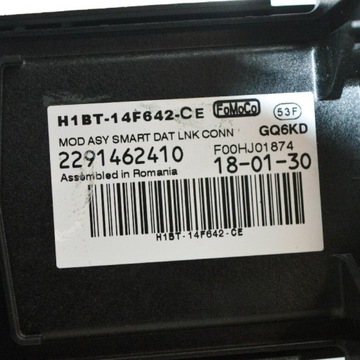 H1BT-14F642-CE FoMoCo 53F
MOD ASY SMART DAT LNK CONN GQ6KD
2291462410 F00HJ01874
Assembled in Romania 18-01-30
H1BT-14F642-CE